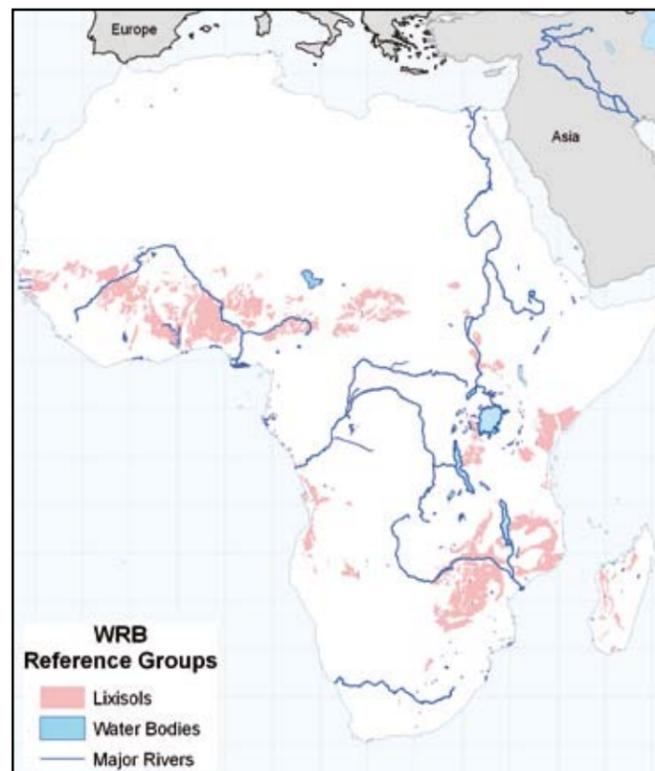 Europe
Asia
WRB
Reference Groups
Lixisols
Water Bodies
Major Rivers